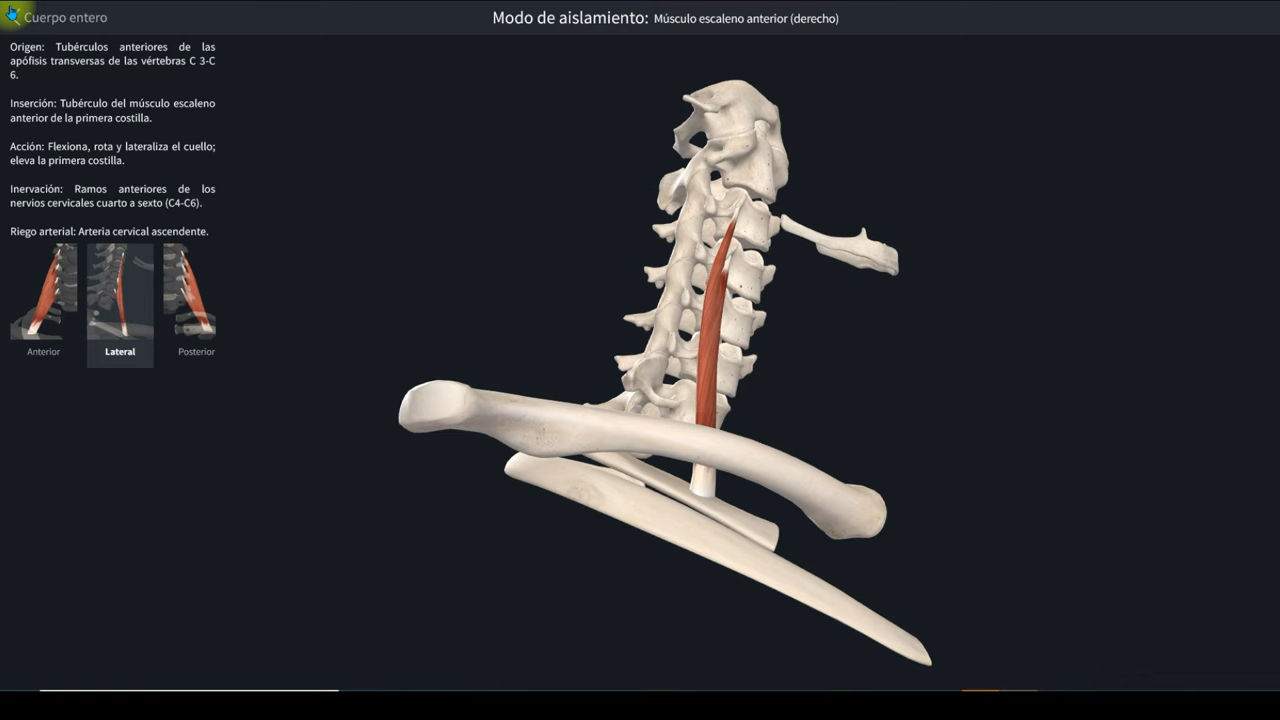 Cuerpo entero
Modo de aislamiento: Músculo escaleno anterior (derecho)
Origen: Tubérculos anteriores de las
apófisis transversas de las vértebras C 3-C
6.
Inserción: Tubérculo del músculo escaleno
anterior de la primera costilla.
Acción: Flexiona, rota y lateraliza el cuello;
eleva la primera costilla.
Inervación: Ramos anteriores de los
nervios cervicales cuarto a sexto (C4-C6).
Riego arterial: Arteria cervical ascendente.
Anterior
Lateral
Posterior